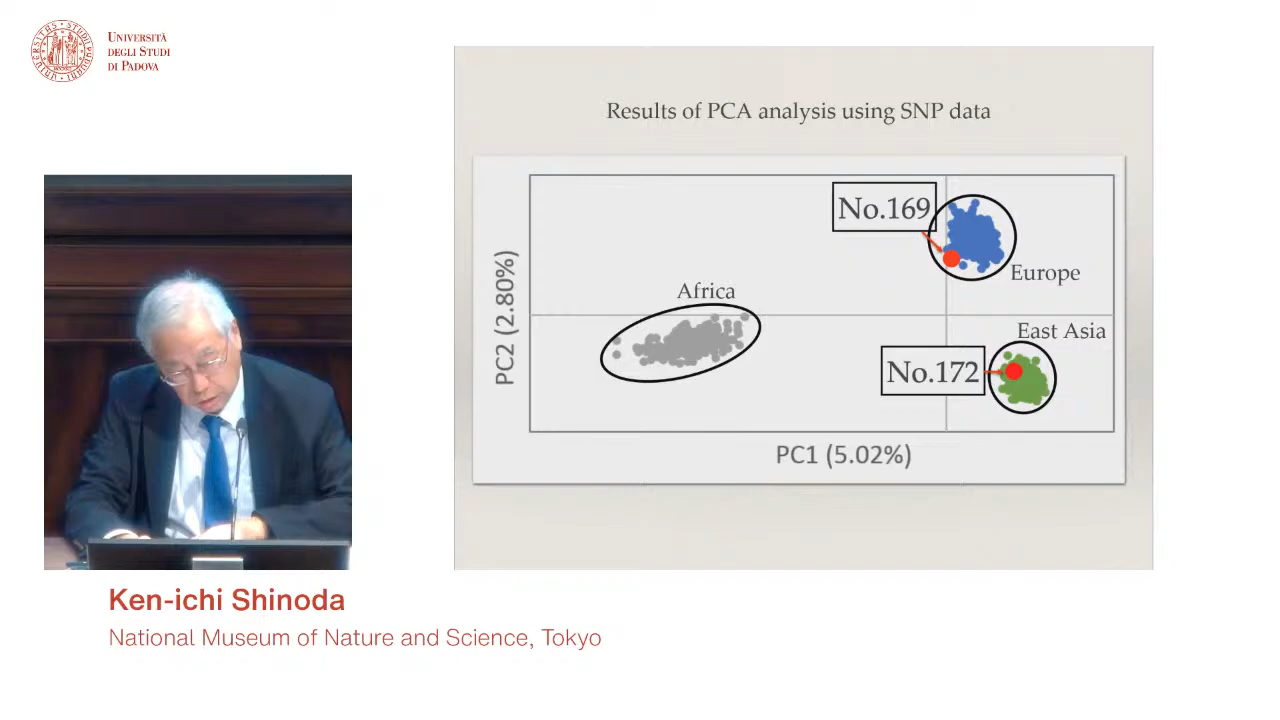 UNIVERSITÀ
DEGLI STUDI
DI PADOVA
Results of PCA analysis using SNP data
No.169
Europe
Africa
East Asia
No.172
PC2 (2.80%)
PC1 (5.02%)
Ken-ichi Shinoda
National Museum of Nature and Science, Tokyo